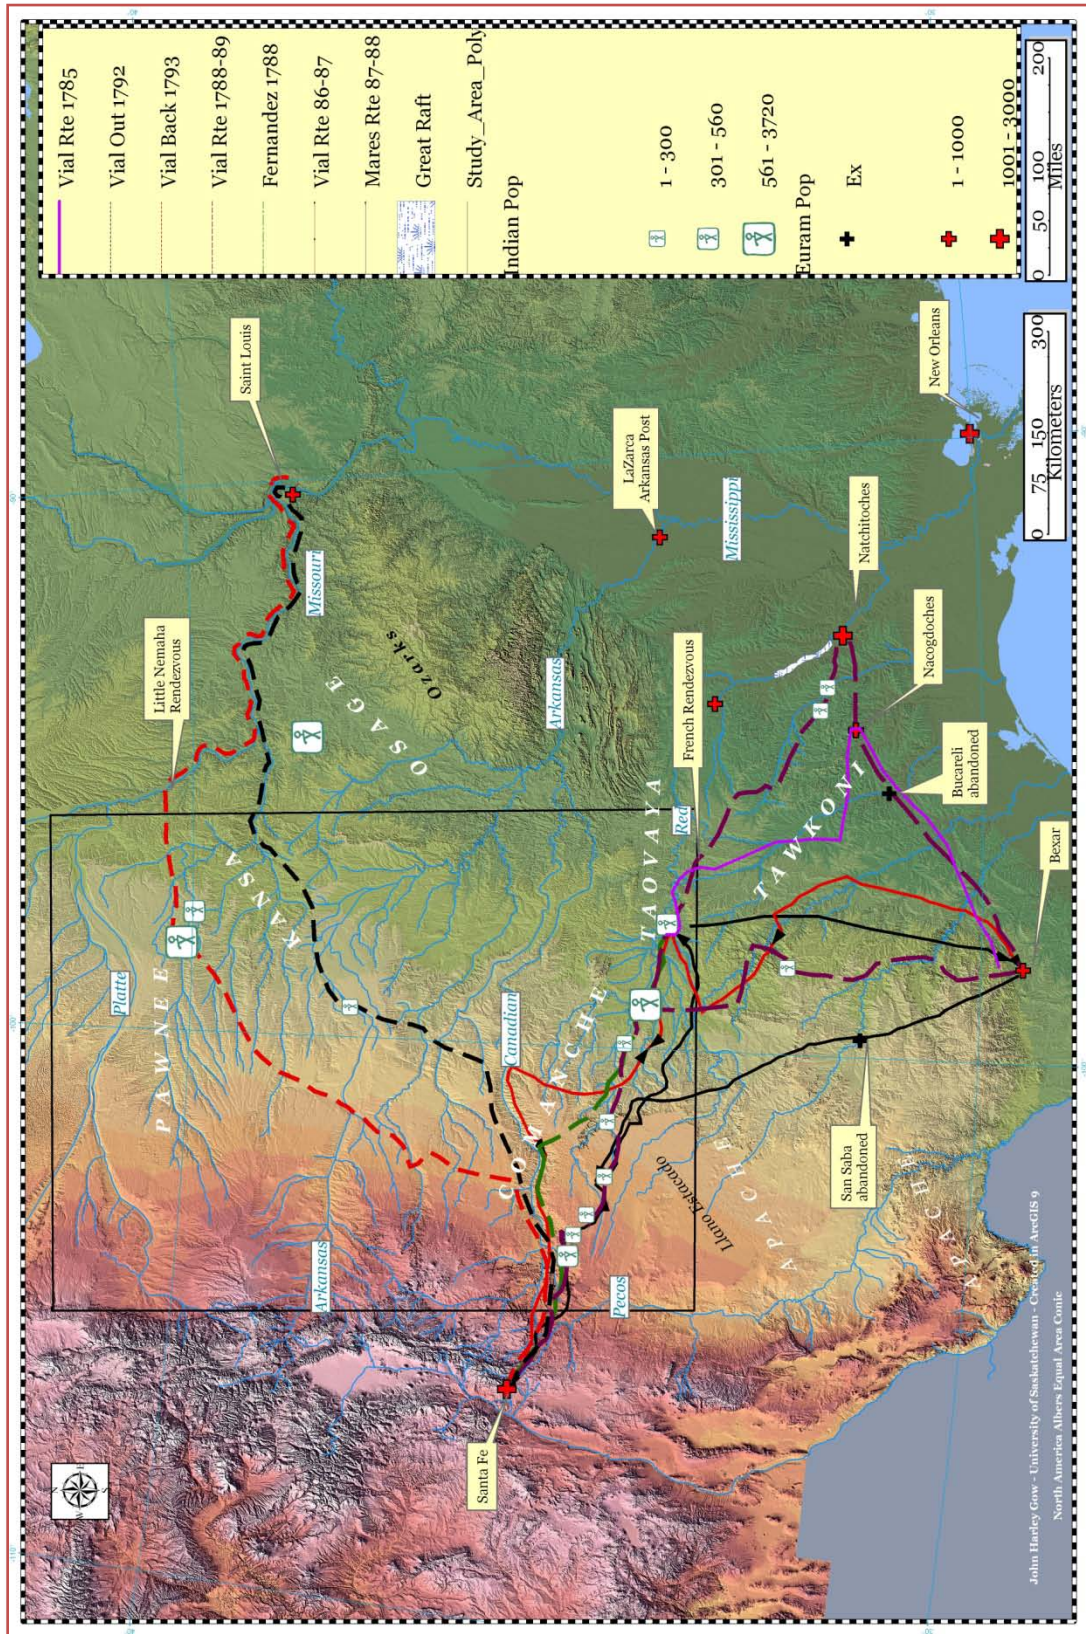 Vial Rte 1785
Vial Out 1792
Vial Back 1793
Vial Rte 1788-89
Fernandez 1788
Vial Rte 86-87
Mares Rte 87-88
Great Raft
Study_Area_Poly
Indian Pop
1 - 300
301 - 560
561 - 3720
Euram Pop
Ex
1 - 1000
1001 - 3000
0 50 100 200
Miles
0 75 150 300
Kilometers
Saint Louis
Little Nemaha
Rendezvous
Missouri
LaZarca
Arkansas Post
Mississippi
New Orleans
Natchitoches
Nacogdoches
French Rendezvous
Bucareli
abandoned
Bexar
San Saba
abandoned
Santa Fe
Ozarks
OSAGE
KANSA
PAWNEE
Platte
Arkansas
Red
TAOVAYA
TAWKONI
Canadian
COMANCHE
Llano Estacado
APACHE
APACHE
Arkansas
Pecos
John Harley Gow - University of Saskatchewan - Created in ArcGIS 9
North America Albers Equal Area Conic